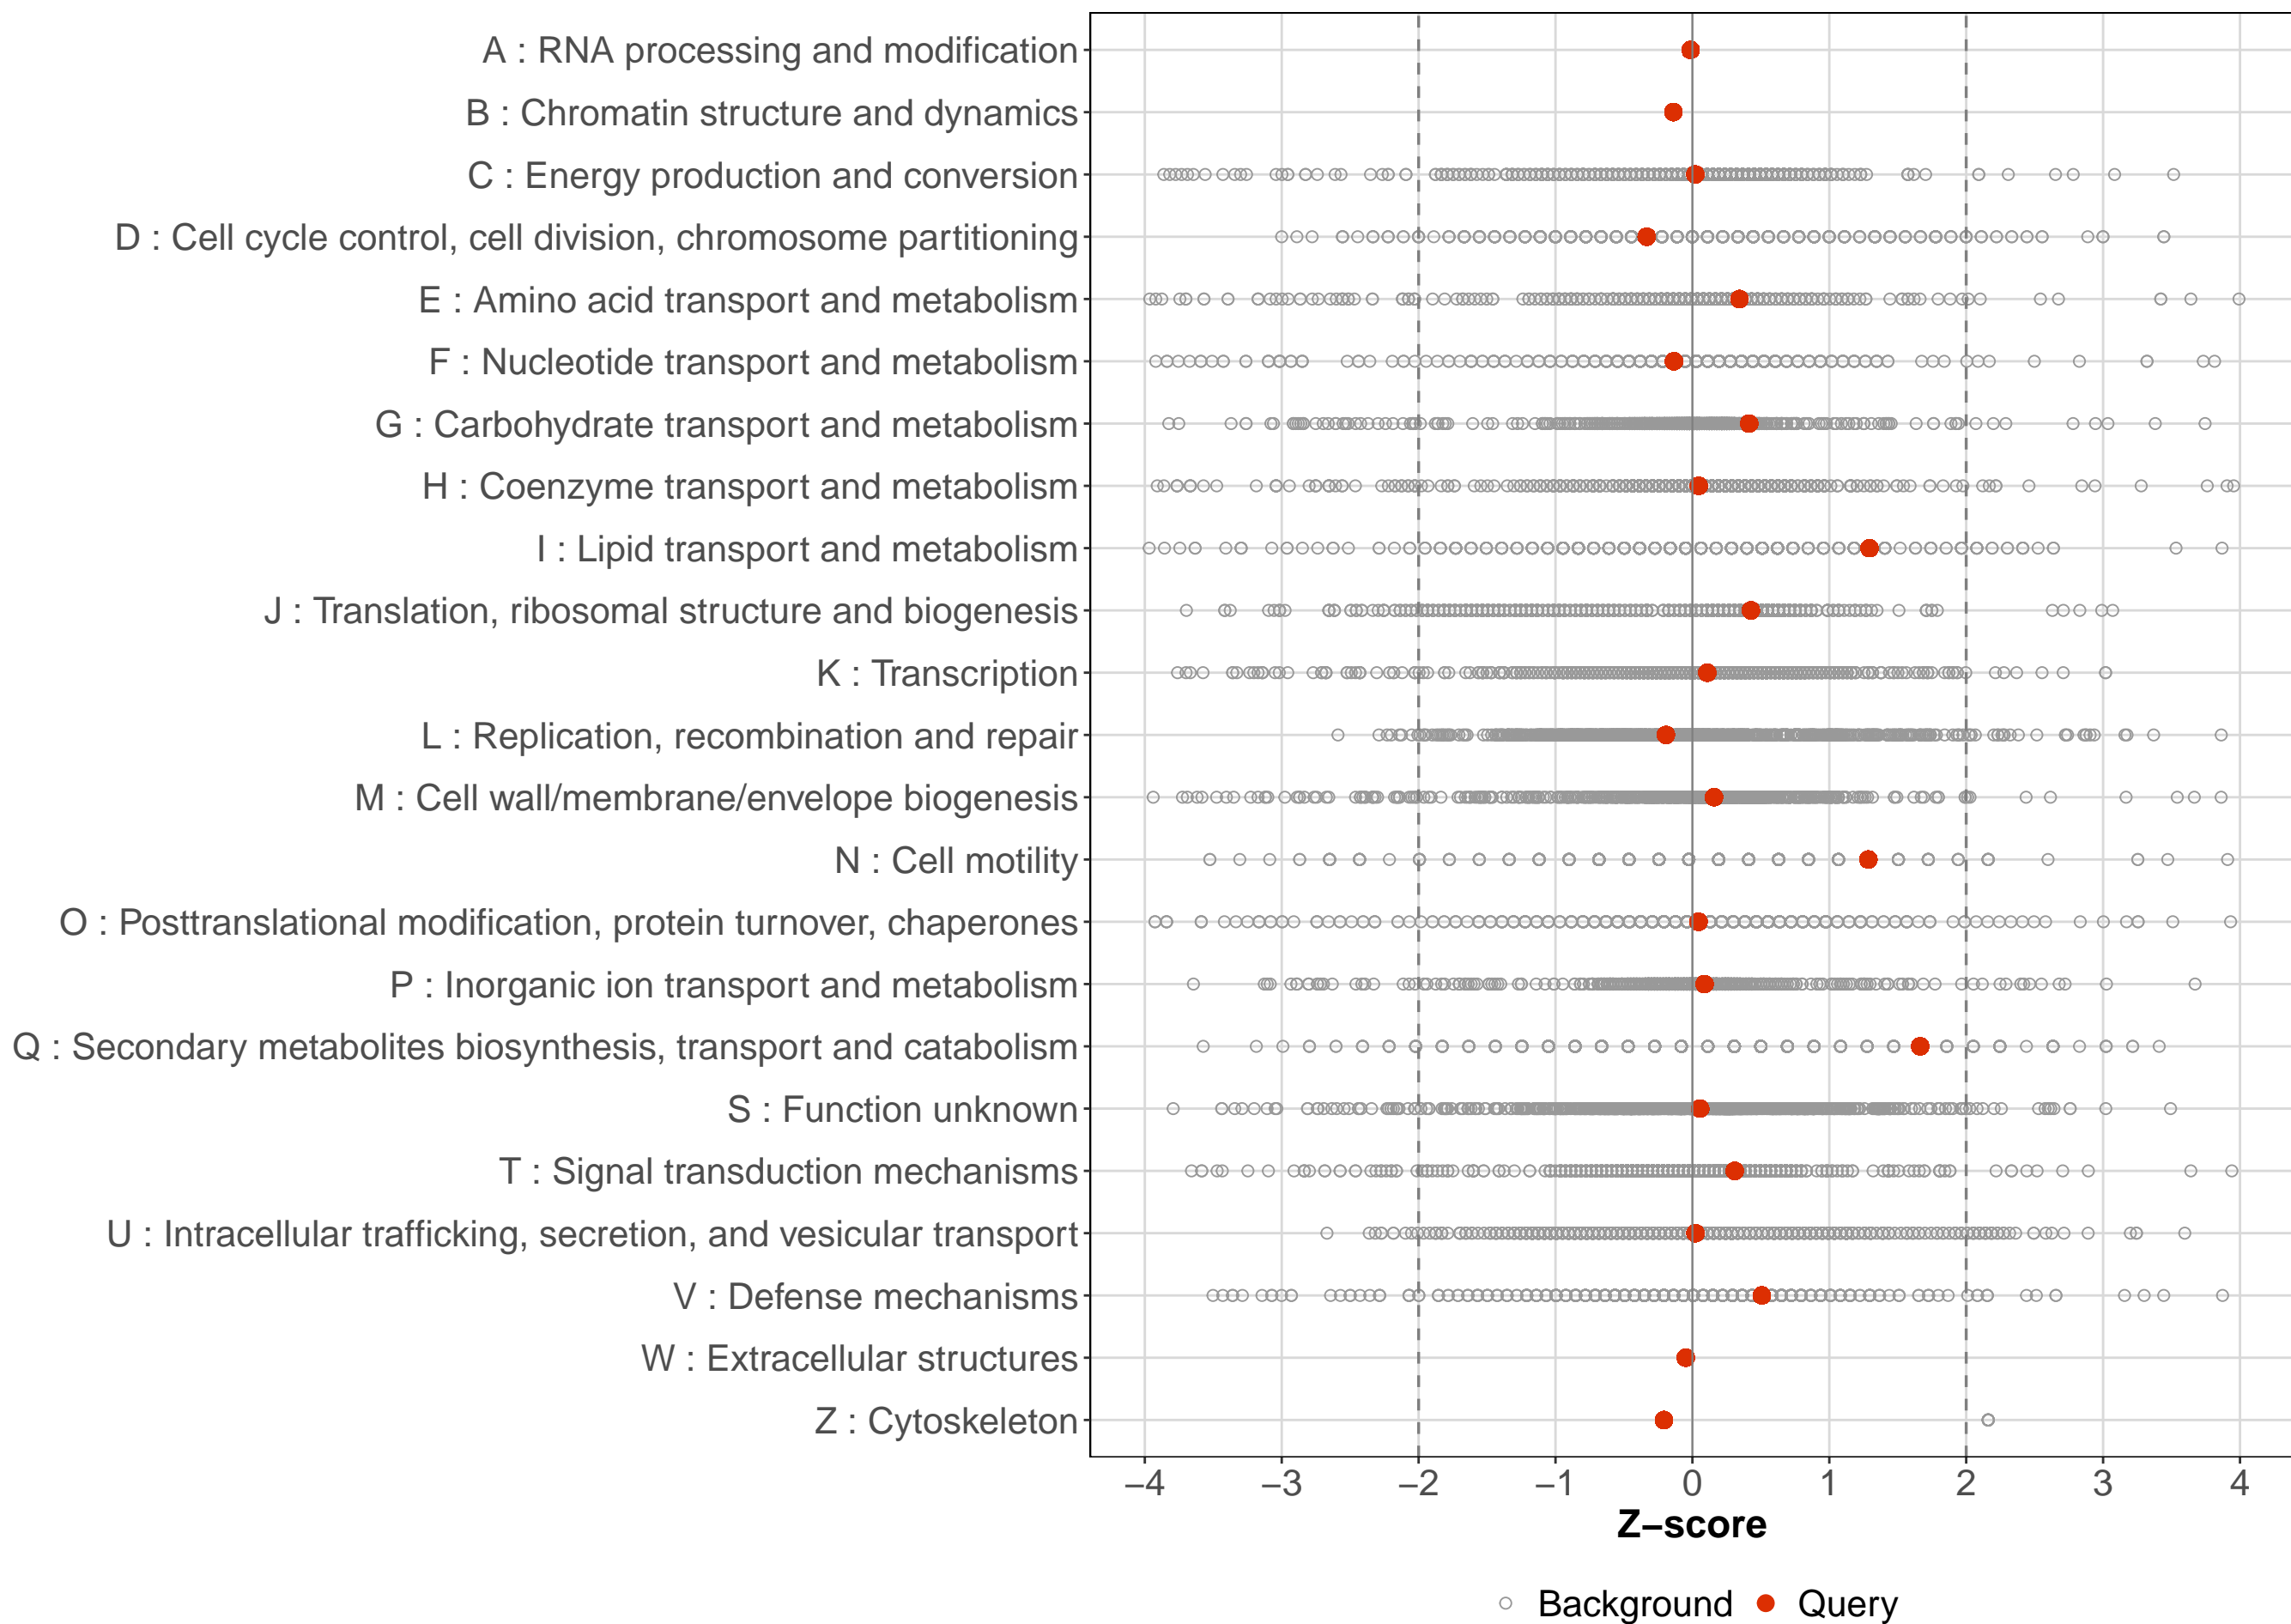 A : RNA processing and modification
B : Chromatin structure and dynamics
C : Energy production and conversion
D : Cell cycle control, cell division, chromosome partitioning
E : Amino acid transport and metabolism
F : Nucleotide transport and metabolism
G : Carbohydrate transport and metabolism
H : Coenzyme transport and metabolism
I : Lipid transport and metabolism
J : Translation, ribosomal structure and biogenesis
K : Transcription
L : Replication, recombination and repair
M : Cell wall/membrane/envelope biogenesis
N : Cell motility
O : Posttranslational modification, protein turnover, chaperones
P : Inorganic ion transport and metabolism
Q : Secondary metabolites biosynthesis, transport and catabolism
S : Function unknown
T : Signal transduction mechanisms
U : Intracellular trafficking, secretion, and vesicular transport
V : Defense mechanisms
W : Extracellular structures
Z : Cytoskeleton
−4 −3 −2 −1 0 1 2 3 4
Z−score
Background Query